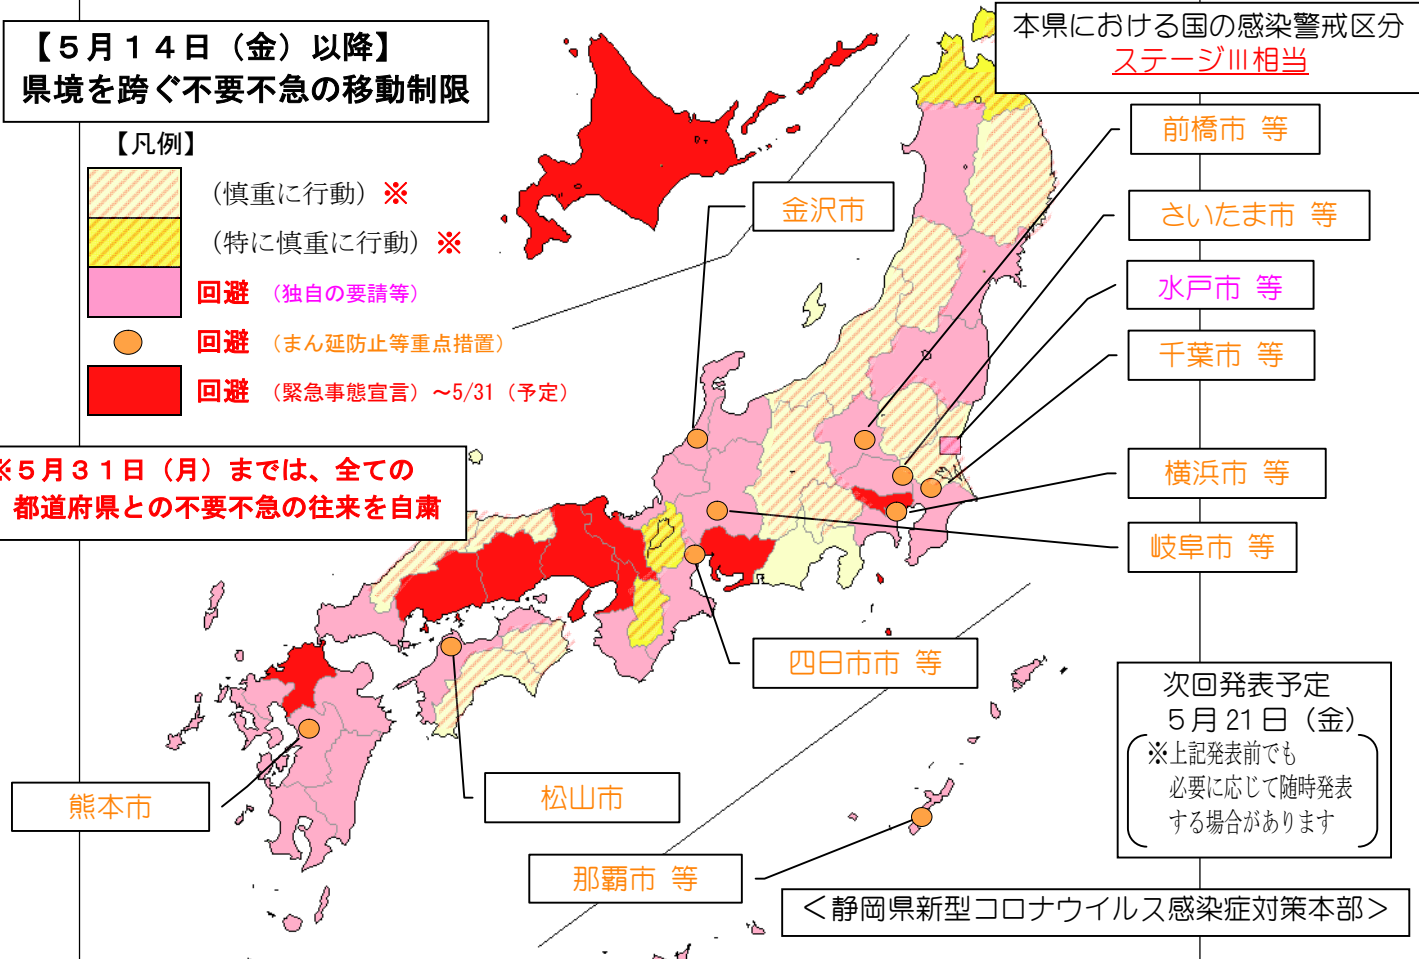 【５月１４日（金）以降】
県境を跨ぐ不要不急の移動制限
本県における国の感染警戒区分
ステージⅢ相当
【凡例】
（慎重に行動）※
（特に慎重に行動）※
回避（独自の要請等）
回避（まん延防止等重点措置）
回避（緊急事態宣言）～5/31（予定）
※５月３１日（月）までは、全ての
都道府県との不要不急の往来を自粛
金沢市
前橋市 等
さいたま市 等
水戸市 等
千葉市 等
横浜市 等
岐阜市 等
四日市市 等
松山市
熊本市
那覇市 等
次回発表予定
５月21日（金）
※上記発表前でも
必要に応じて随時発表
する場合があります
＜静岡県新型コロナウイルス感染症対策本部＞